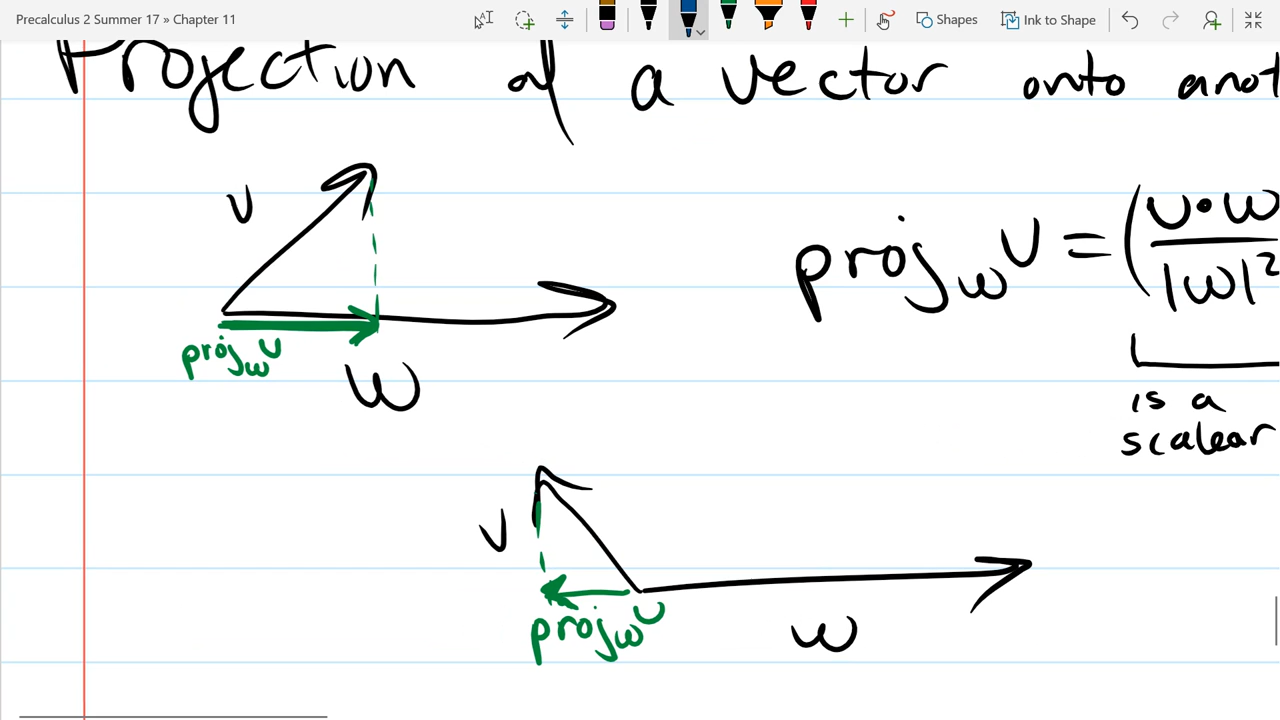 Precalculus 2 Summer 17 » Chapter 11
Shapes
Ink to Shape
Projection of a vector onto anot
v
proj_w v
w
proj_w v = (v•w
|w|²
is a
scalear
v
proj_w v
w